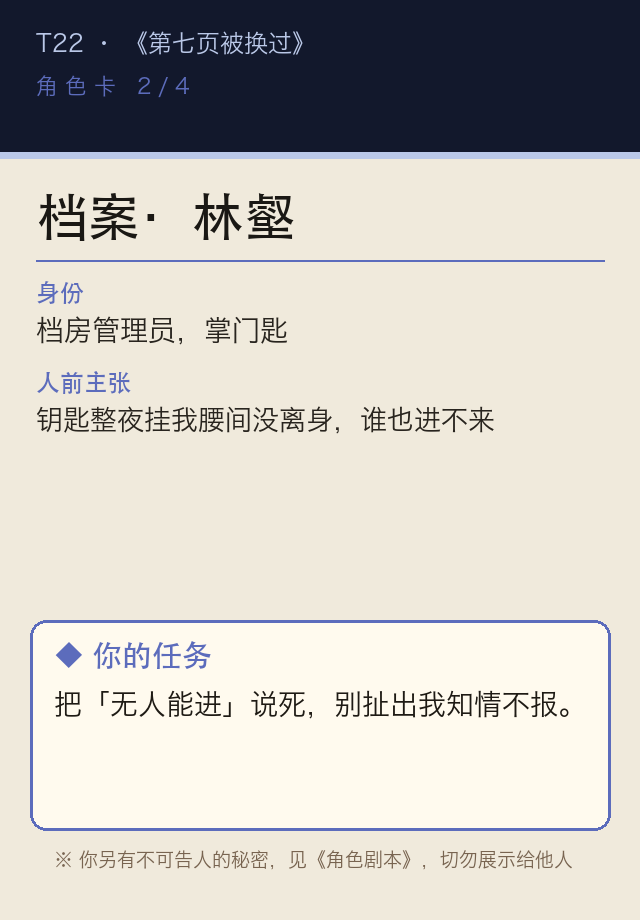 T22 · 《第七页被换过》
角色卡 2/4
档案· 林壑
身份
档房管理员，掌门匙
人前主张
钥匙整夜挂我腰间没离身，谁也进不来
◆ 你的任务
把「无人能进」说死，别扯出我知情不报。
※ 你另有不可告人的秘密，见《角色剧本》，切勿展示给他人